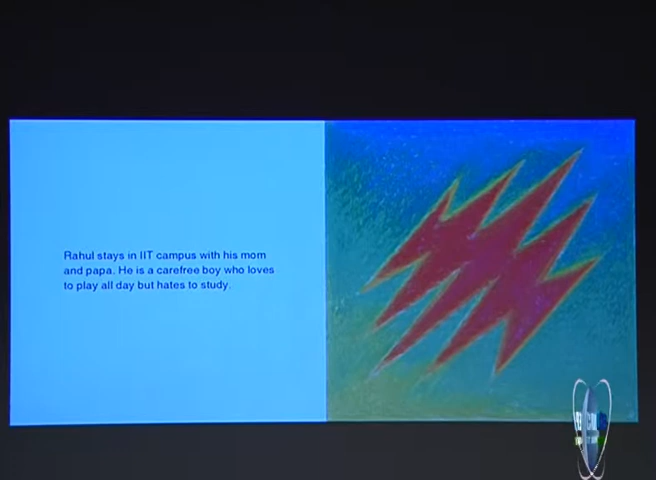 Rahul stays in IIT campus with his mom
and papa. He is a carefree boy who loves
to play all day but hates to study.